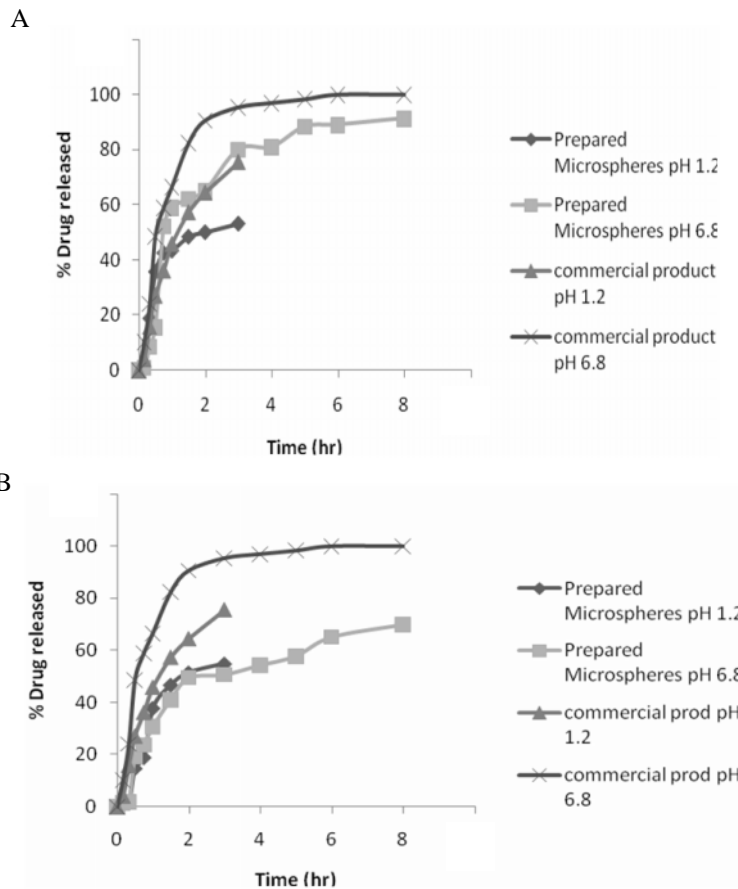 A
100
80
60
40
20
0
% Drug released
0 2 4 6 8
Time (hr)
Prepared
Microspheres pH 1.2
Prepared
Microspheres pH 6.8
commercial product
pH 1.2
commercial product
pH 6.8
B
100
80
60
40
20
0
% Drug released
0 2 4 6 8
Time (hr)
Prepared
Microspheres pH 1.2
Prepared
Microspheres pH 6.8
commercial prod pH
1.2
commercial prod pH
6.8